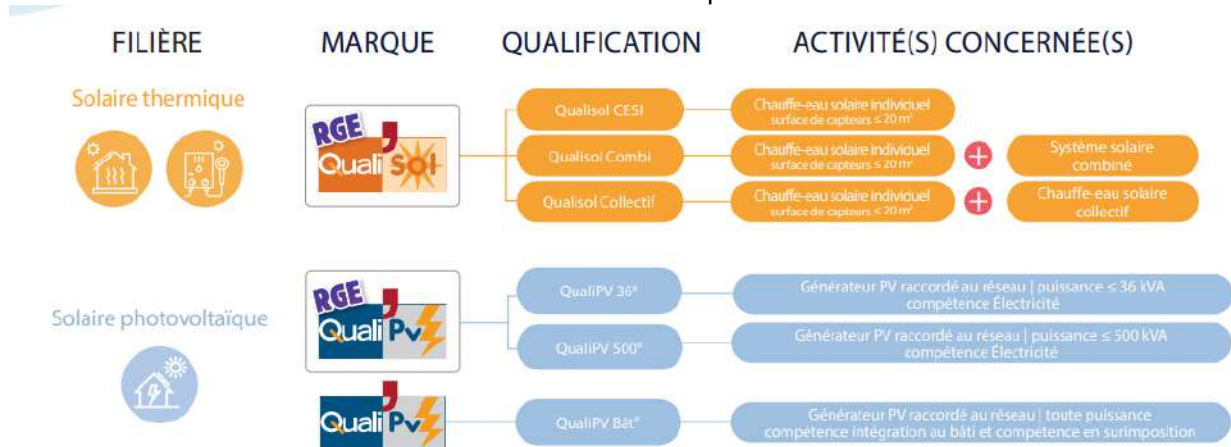 FILIÈRE MARQUE QUALIFICATION ACTIVITÉ(S) CONCERNÉE(S)
Solaire thermique
RGE
Quali'Sol
Qualisol CESI
Chauffe-eau solaire individuel
surface de capteurs ≤ 20 m²
Qualisol Combi
Chauffe-eau solaire individuel
surface de capteurs ≤ 20 m²
+
Système solaire
combiné
Qualisol Collectif
Chauffe-eau solaire individuel
surface de capteurs ≤ 20 m²
+
Chauffe-eau solaire
collectif
Solaire photovoltaïque
RGE
Quali'PV
QualiPV 36*
Générateur PV raccordé au réseau | puissance ≤ 36 kVA
compétence Électricité
QualiPV 500*
Générateur PV raccordé au réseau | puissance ≤ 500 kVA
compétence Électricité
Quali'PV
QualiPV Bât*
Générateur PV raccordé au réseau | toute puissance
compétence intégration au bâti et compétence en surimposition